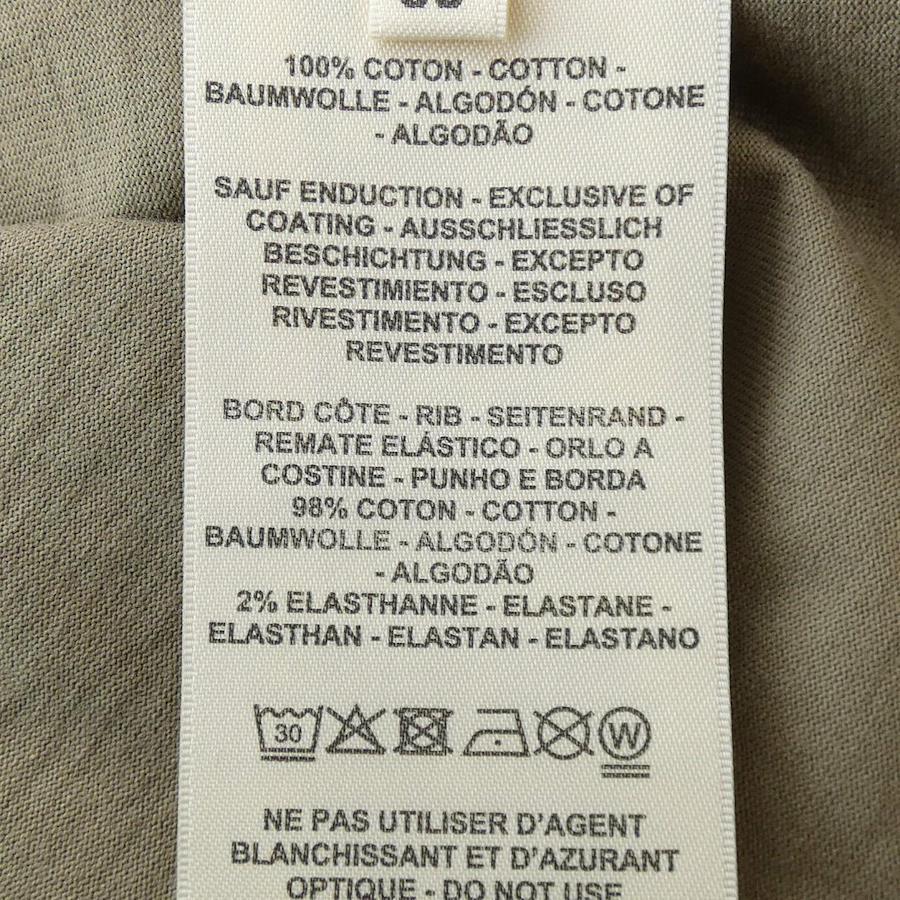 100% COTON - COTTON -
BAUMWOLLE - ALGODÓN - COTONE
- ALGODÃO
SAUF ENDUCTION - EXCLUSIVE OF
COATING - AUSSCHLIESSLICH
BESCHICHTUNG - EXCEPTO
REVESTIMIENTO - ESCLUSO
RIVESTIMENTO - EXCEPTO
REVESTIMENTO
BORD CÔTE - RIB - SEITENRAND -
REMATE ELÁSTICO - ORLO A
COSTINE - PUNHO E BORDA
98% COTON - COTTON -
BAUMWOLLE - ALGODÓN - COTONE
- ALGODÃO
2% ELASTHANNE - ELASTANE -
ELASTHAN - ELASTAN - ELASTANO
30 W
NE PAS UTILISER D'AGENT
BLANCHISSANT ET D'AZURANT
OPTIQUE - DO NOT USE